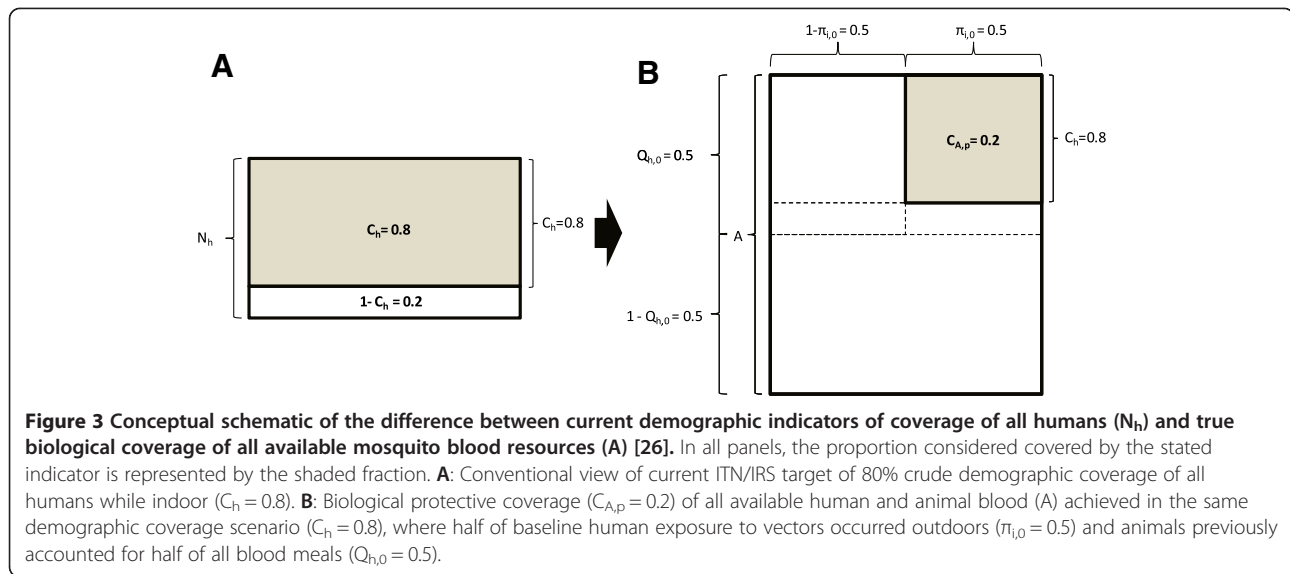 A
N_h
C_h= 0.8
1- C_h = 0.2
C_h=0.8
B
1-π_i,0 = 0.5
π_i,0 = 0.5
Q_h,0 = 0.5
C_A,p= 0.2
C_h=0.8
A
1 - Q_h,0 = 0.5
Figure 3 Conceptual schematic of the difference between current demographic indicators of coverage of all humans (N_h) and true
biological coverage of all available mosquito blood resources (A) [26]. In all panels, the proportion considered covered by the stated
indicator is represented by the shaded fraction. A: Conventional view of current ITN/IRS target of 80% crude demographic coverage of all
humans while indoor (C_h = 0.8). B: Biological protective coverage (C_A,p = 0.2) of all available human and animal blood (A) achieved in the same
demographic coverage scenario (C_h = 0.8), where half of baseline human exposure to vectors occurred outdoors (π_i,0 = 0.5) and animals previously
accounted for half of all blood meals (Q_h,0 = 0.5).